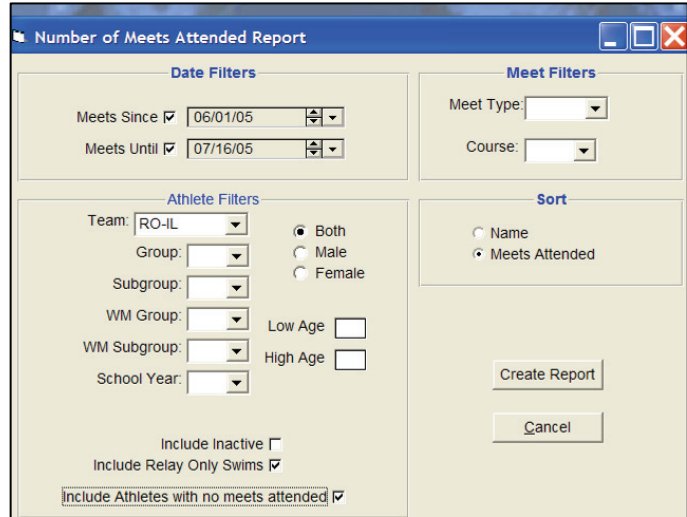 Number of Meets Attended Report
Date Filters
Meets Since 06/01/05
Meets Until 07/16/05
Meet Filters
Meet Type:
Course:
Athlete Filters
Team: RO-IL
Group:
Subgroup:
WM Group:
WM Subgroup:
School Year:
Both
Male
Female
Low Age
High Age
Include Inactive
Include Relay Only Swims
Include Athletes with no meets attended
Sort
Name
Meets Attended
Create Report
Cancel